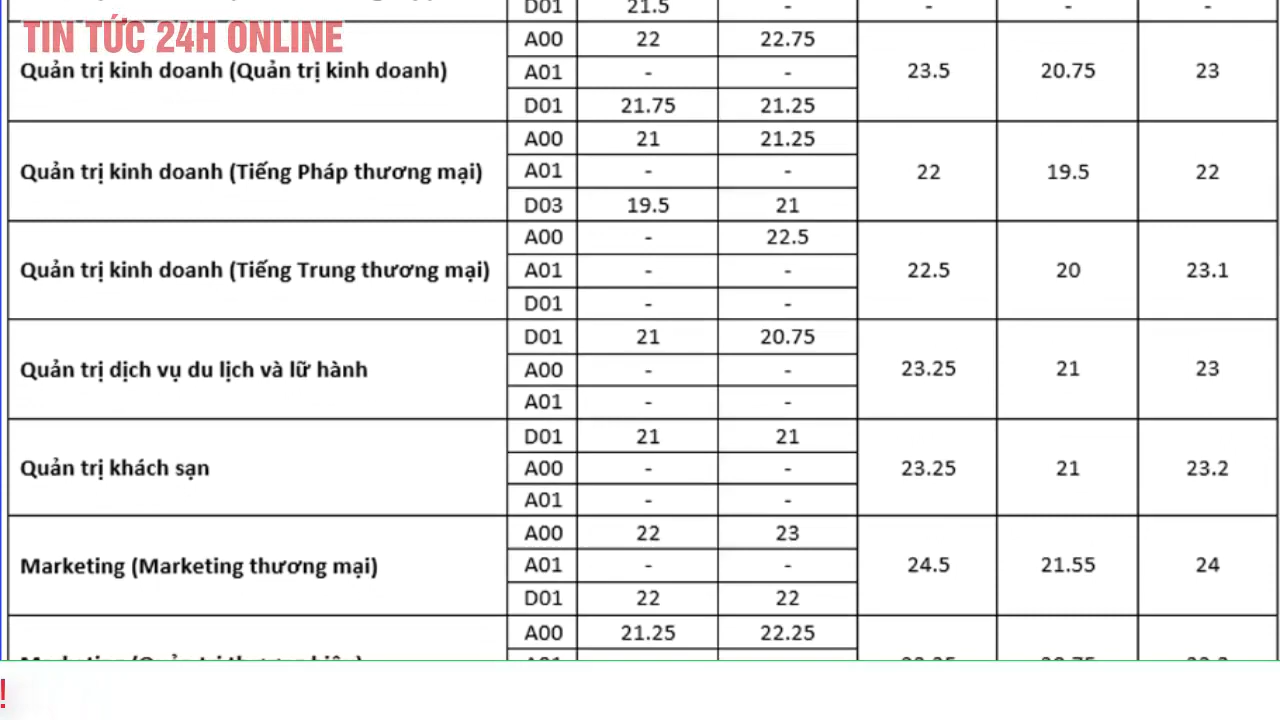 D01 21.5 - - - -
TIN TỨC 24H ONLINE
A00 22 22.75
Quản trị kinh doanh (Quản trị kinh doanh) A01 - - 23.5 20.75 23
D01 21.75 21.25
A00 21 21.25
Quản trị kinh doanh (Tiếng Pháp thương mại) A01 - - 22 19.5 22
D03 19.5 21
A00 - 22.5
Quản trị kinh doanh (Tiếng Trung thương mại) A01 - - 22.5 20 23.1
D01 - -
D01 21 20.75
Quản trị dịch vụ du lịch và lữ hành A00 - - 23.25 21 23
A01 - -
D01 21 21
Quản trị khách sạn A00 - - 23.25 21 23.2
A01 - -
A00 22 23
Marketing (Marketing thương mại) A01 - - 24.5 21.55 24
D01 22 22
A00 21.25 22.25
!